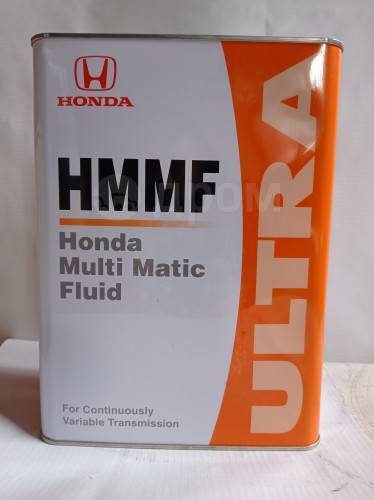 HONDA
HMMF
Honda
Multi Matic
Fluid
For Continuously
Variable Transmission
ULTRA